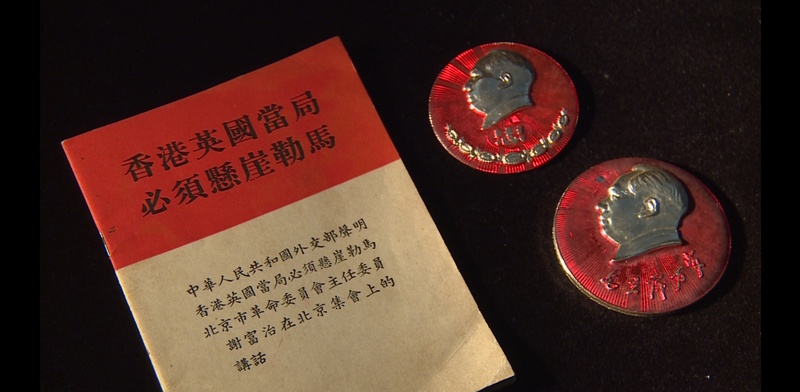 香港英國當局
必須懸崖勒馬
中華人民共和國外交部聲明
香港英國當局必須懸崖勒馬
北京市革命委員會主任委員
謝富治在北京集會上的
講話